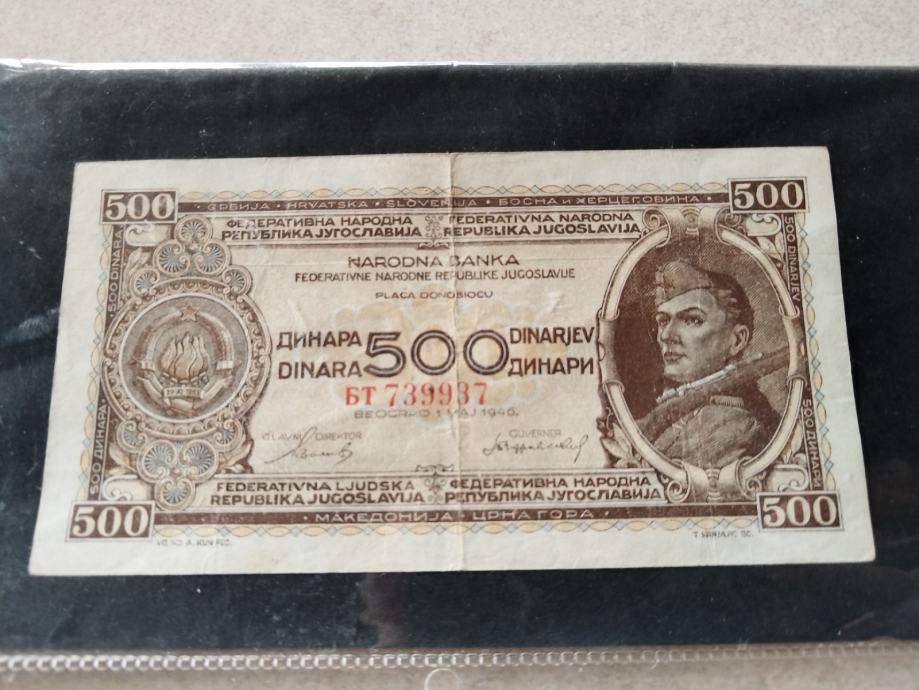 500
СРБИЈА · HRVATSKA · SLOVENIJA · БОСНА и ХЕРЦЕГОВИНА ·
500
ФЕДЕРАТИВНА НАРОДНА FEDERATIVNA NARODNA
РЕПУБЛИКА ЈУГОСЛАВИЈА REPUBLIKA JUGOSLAVIJA
NARODNA BANKA
FEDERATIVNE NARODNE REPUBLIKE JUGOSLAVIJE
PLAĆA DONOSIOCU
500 DINARA
500 DINARJEV
ДИНАРА 500 DINARJEV
DINARA ДИНАРИ
БТ 739937
BEOGRAD 1 MAJ 1946.
GLAVNI DIREKTOR
GUVERNER
500 ДИНАРА
500 ДИНАРИ
FEDERATIVNA LJUDSKA ФЕДЕРАТИВНА НАРОДНА
REPUBLIKA JUGOSLAVIJA РЕПУБЛИКА ЈУГОСЛАВИЈА
500
· МАКЕДОНИЈА · ЦРНА ГОРА ·
500